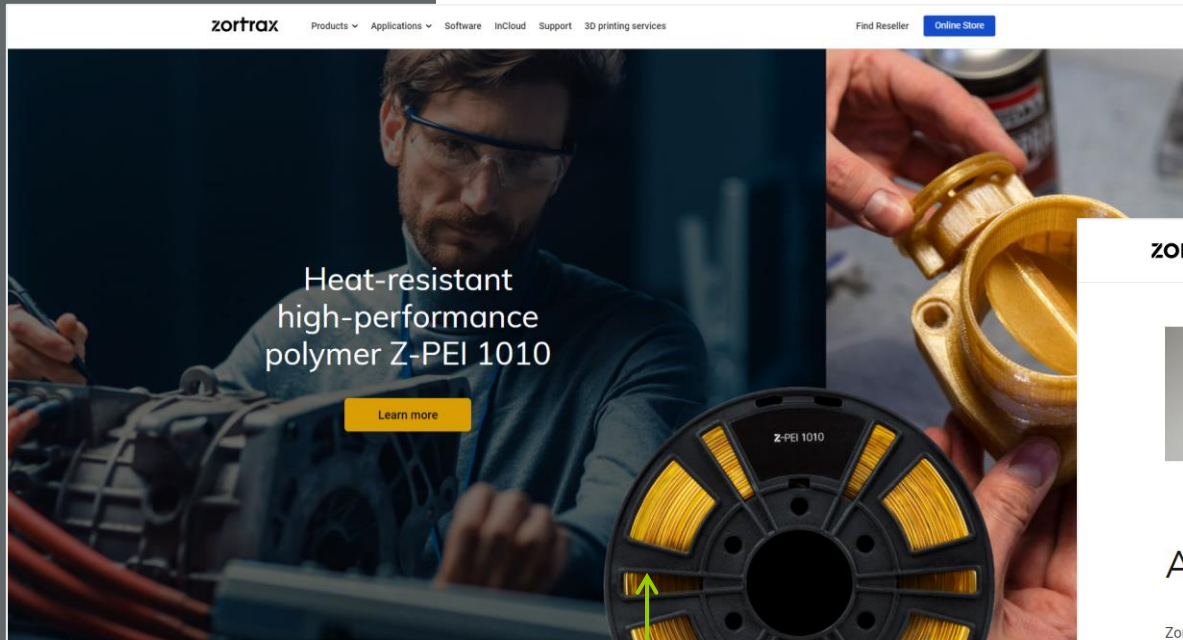 zortrax Products Applications Software InCloud Support 3D printing services Find Reseller Online Store
Heat-resistant
high-performance
polymer Z-PEI 1010
Learn more
Z-PEI 1010